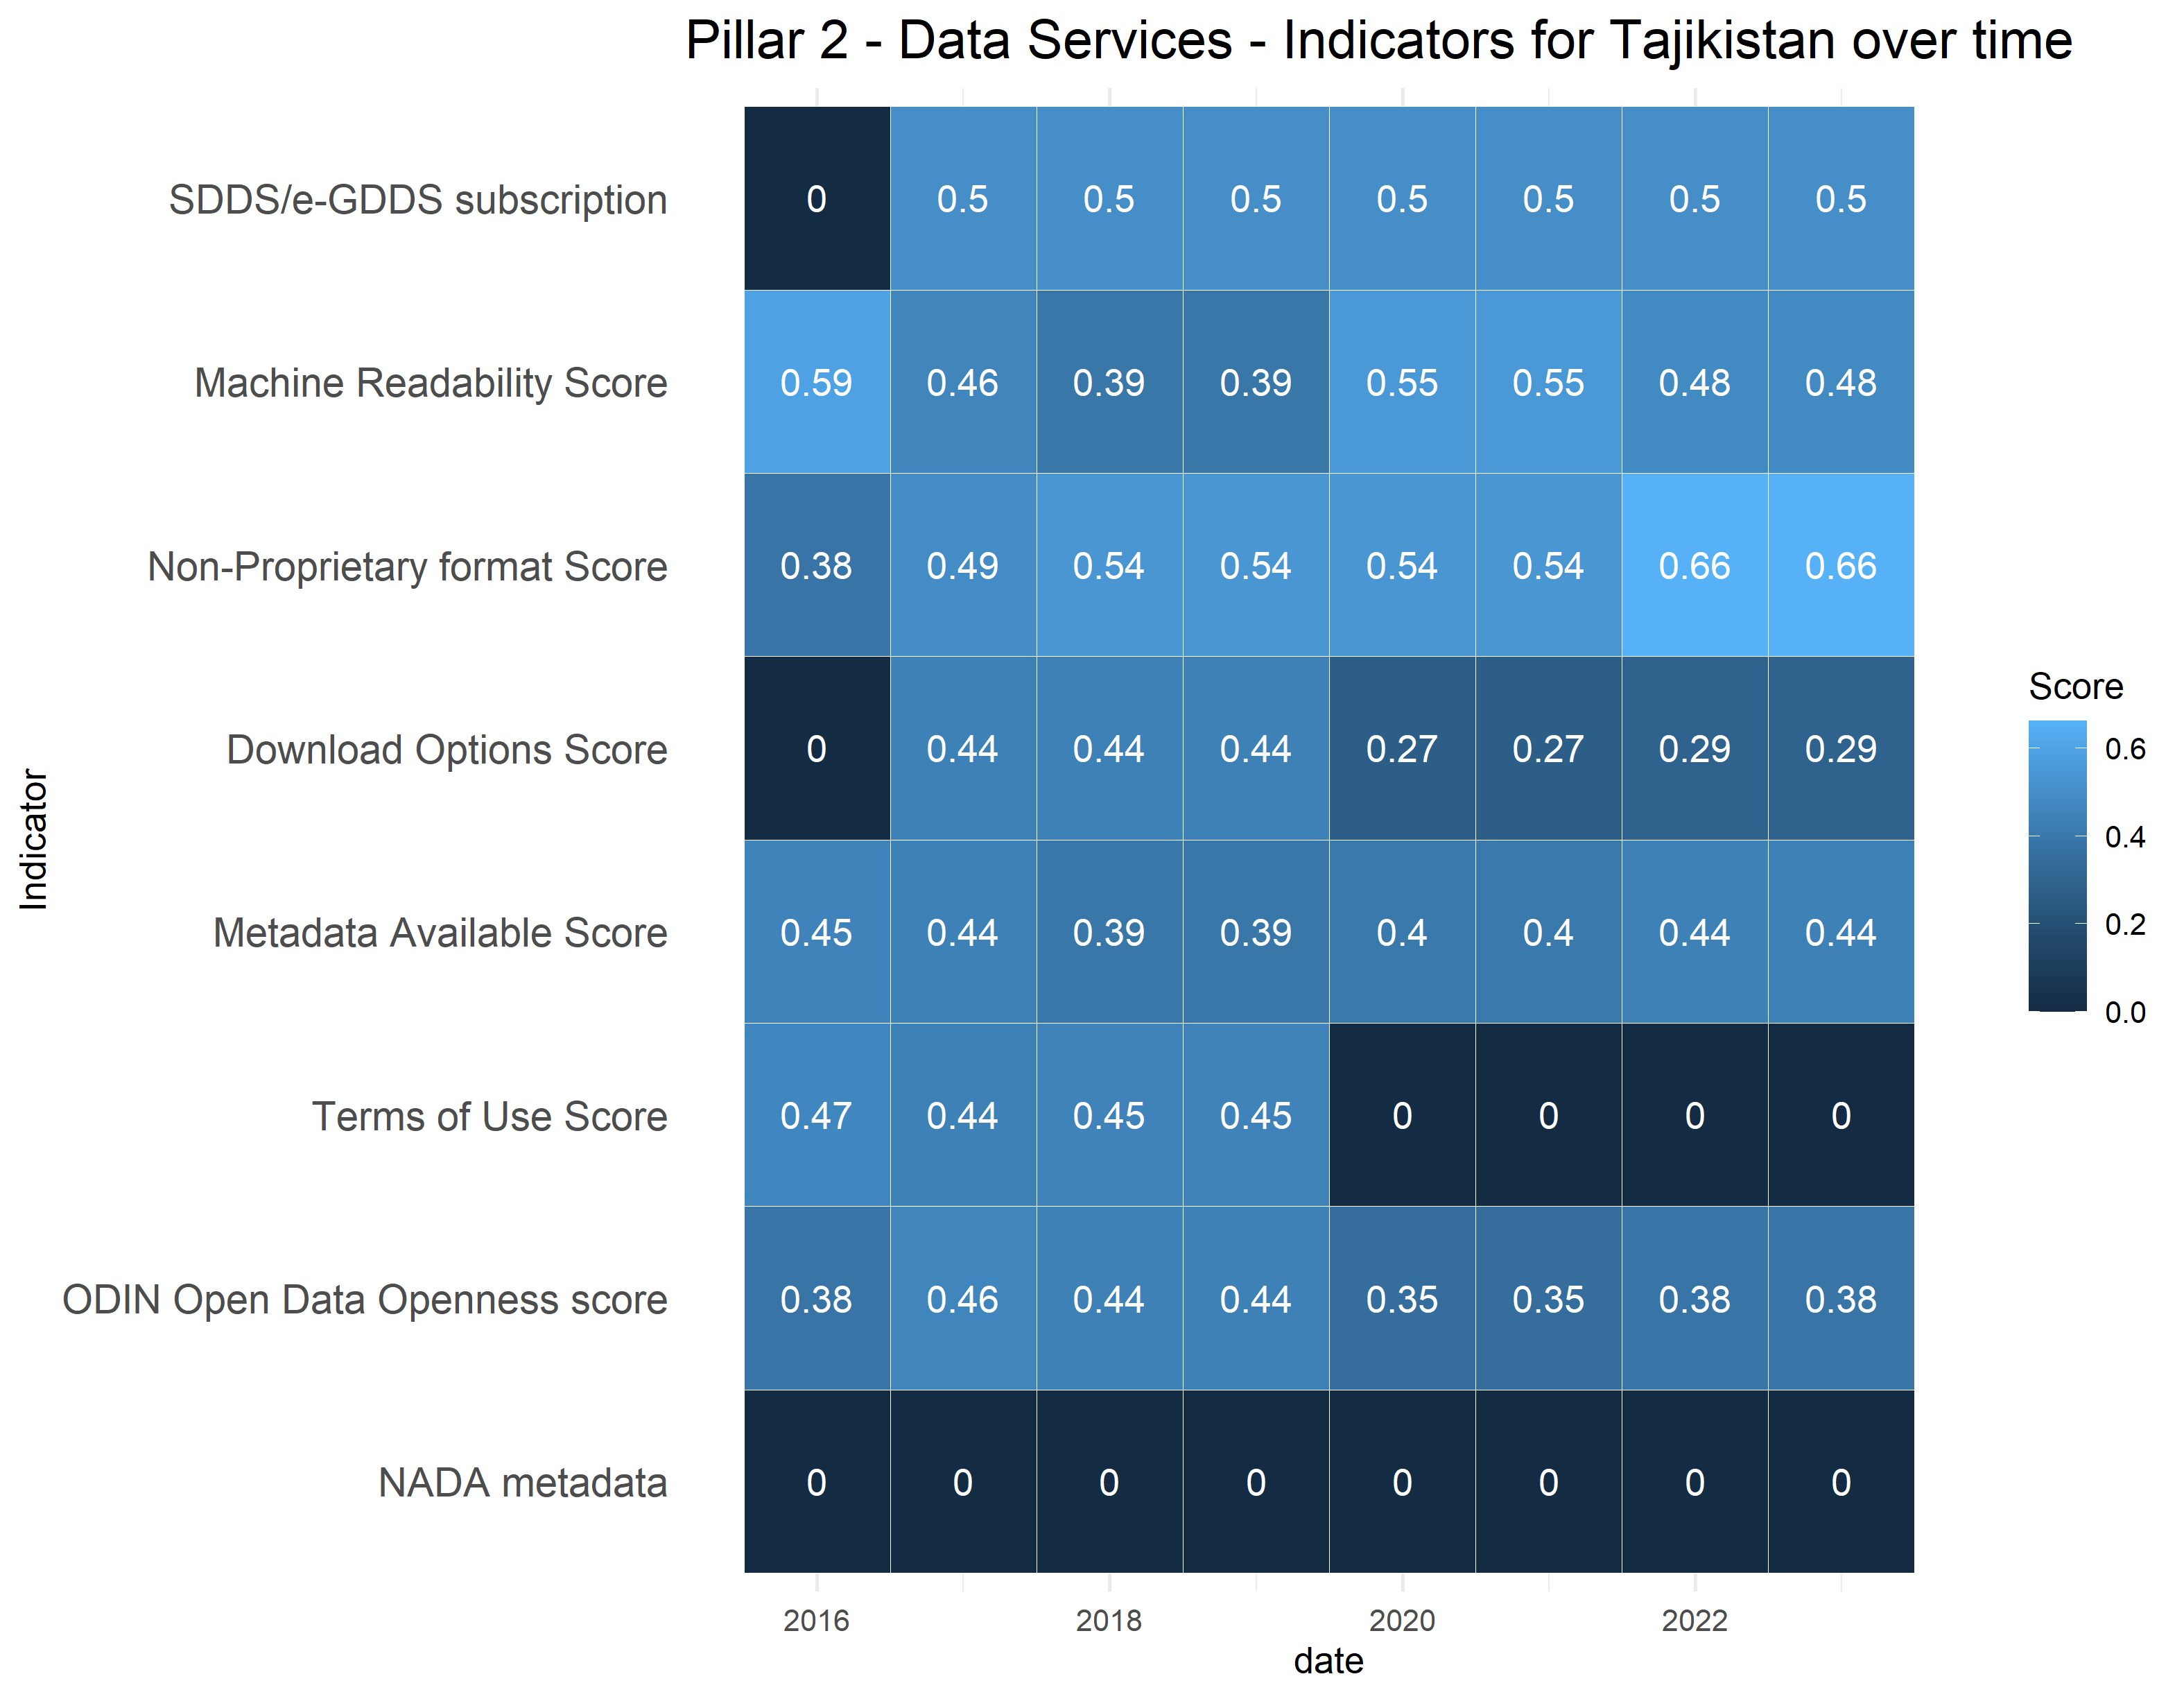 Pillar 2 - Data Services - Indicators for Tajikistan over time
SDDS/e-GDDS subscription 0 0.5 0.5 0.5 0.5 0.5 0.5 0.5
Machine Readability Score 0.59 0.46 0.39 0.39 0.55 0.55 0.48 0.48
Non-Proprietary format Score 0.38 0.49 0.54 0.54 0.54 0.54 0.66 0.66
Download Options Score 0 0.44 0.44 0.44 0.27 0.27 0.29 0.29
Metadata Available Score 0.45 0.44 0.39 0.39 0.4 0.4 0.44 0.44
Terms of Use Score 0.47 0.44 0.45 0.45 0 0 0 0
ODIN Open Data Openness score 0.38 0.46 0.44 0.44 0.35 0.35 0.38 0.38
NADA metadata 0 0 0 0 0 0 0 0
2016 2018 2020 2022
date
Indicator
Score
0.6
0.4
0.2
0.0